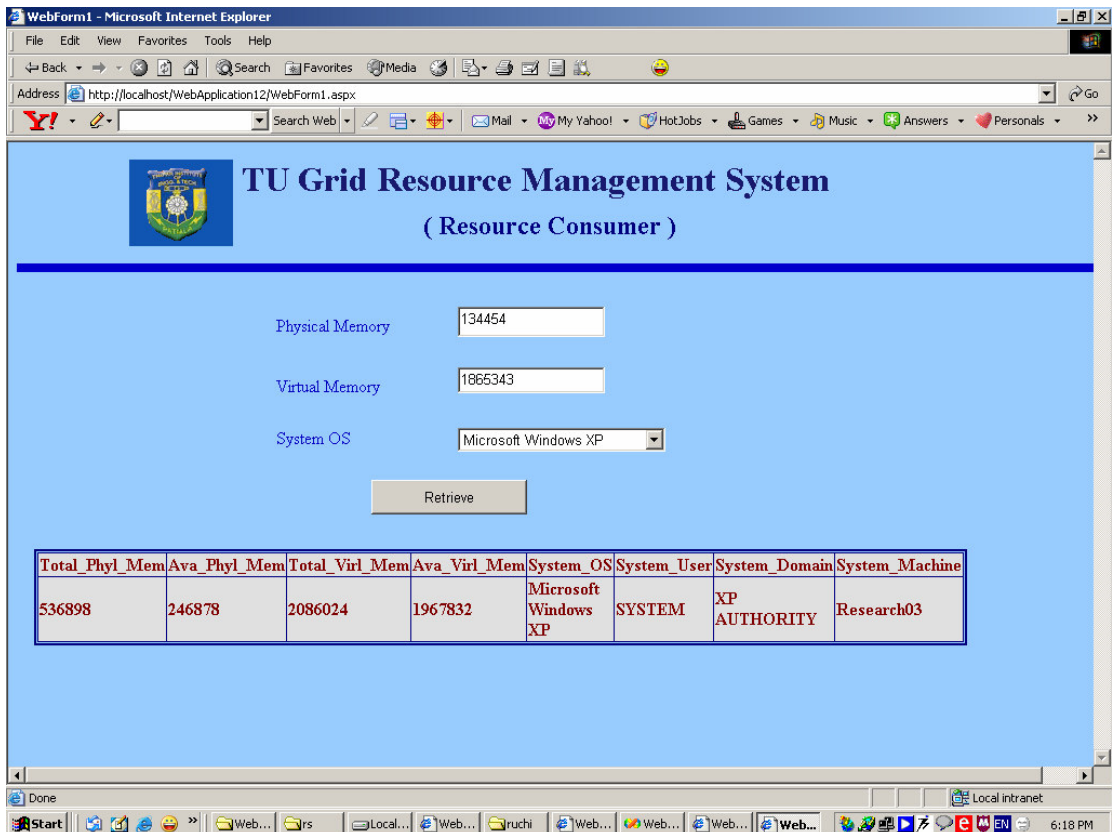 WebForm1 - Microsoft Internet Explorer
File Edit View Favorites Tools Help
Back Search Favorites Media
Address http://localhost/WebApplication12/WebForm1.aspx Go
Y! Search Web Mail My Yahoo! HotJobs Games Music Answers Personals »
TU Grid Resource Management System
( Resource Consumer )
Physical Memory 134454
Virtual Memory 1865343
System OS Microsoft Windows XP
Retrieve
Total_Phyl_Mem Ava_Phyl_Mem Total_Virl_Mem Ava_Virl_Mem System_OS System_User System_Domain System_Machine
536898 246878 2086024 1967832 Microsoft Windows XP SYSTEM XP AUTHORITY Research03
Done Local intranet
Start » Web... rs Local... Web... ruchi Web... Web... Web... Web... EN 6:18 PM